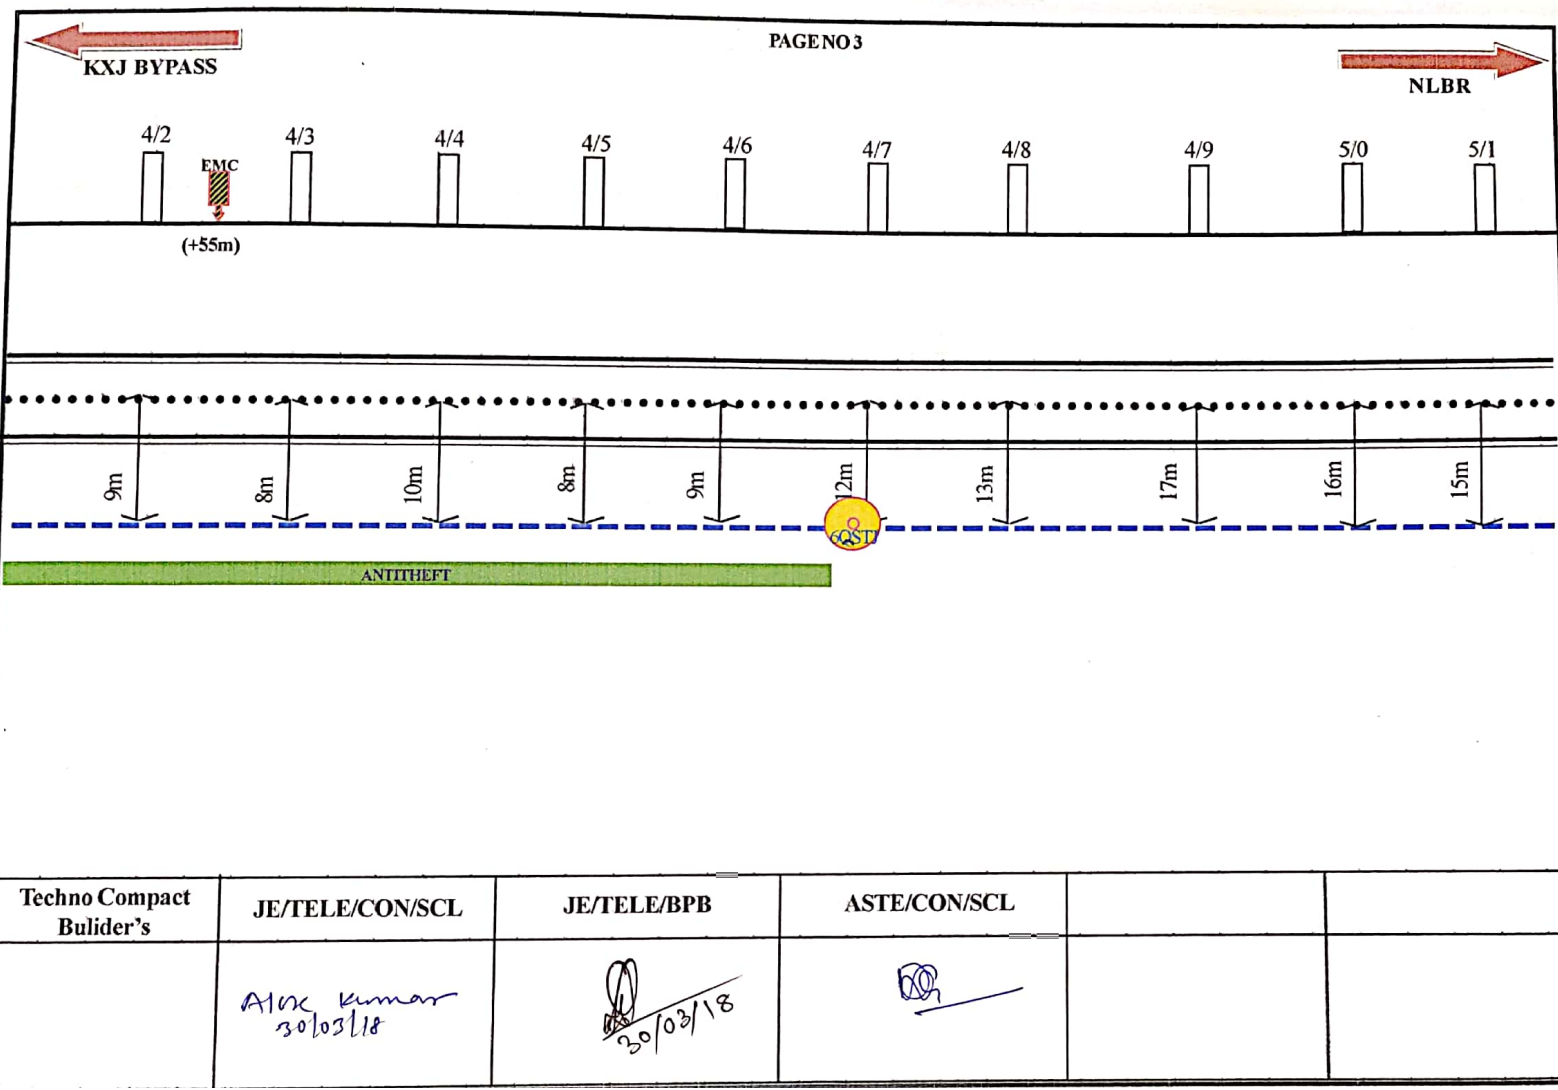 PAGE NO 3
KXJ BYPASS
NLBR
4/2
4/3
4/4
4/5
4/6
4/7
4/8
4/9
5/0
5/1
EMC
(+55m)
9m
8m
10m
8m
9m
12m
13m
17m
16m
15m
6QSTJ
ANTITHEFT
Techno Compact
Bulider's
JE/TELE/CON/SCL
JE/TELE/BPB
ASTE/CON/SCL
Alok Kumar
30/03/18
30/03/18